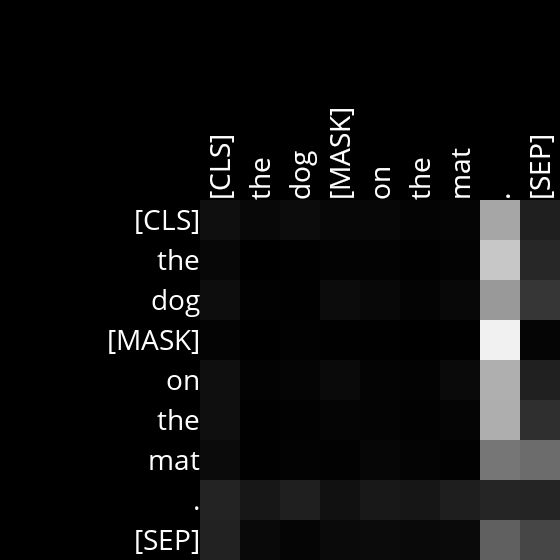 [CLS] the dog [MASK] on the mat . [SEP]
[CLS]
the
dog
[MASK]
on
the
mat
.
[SEP]